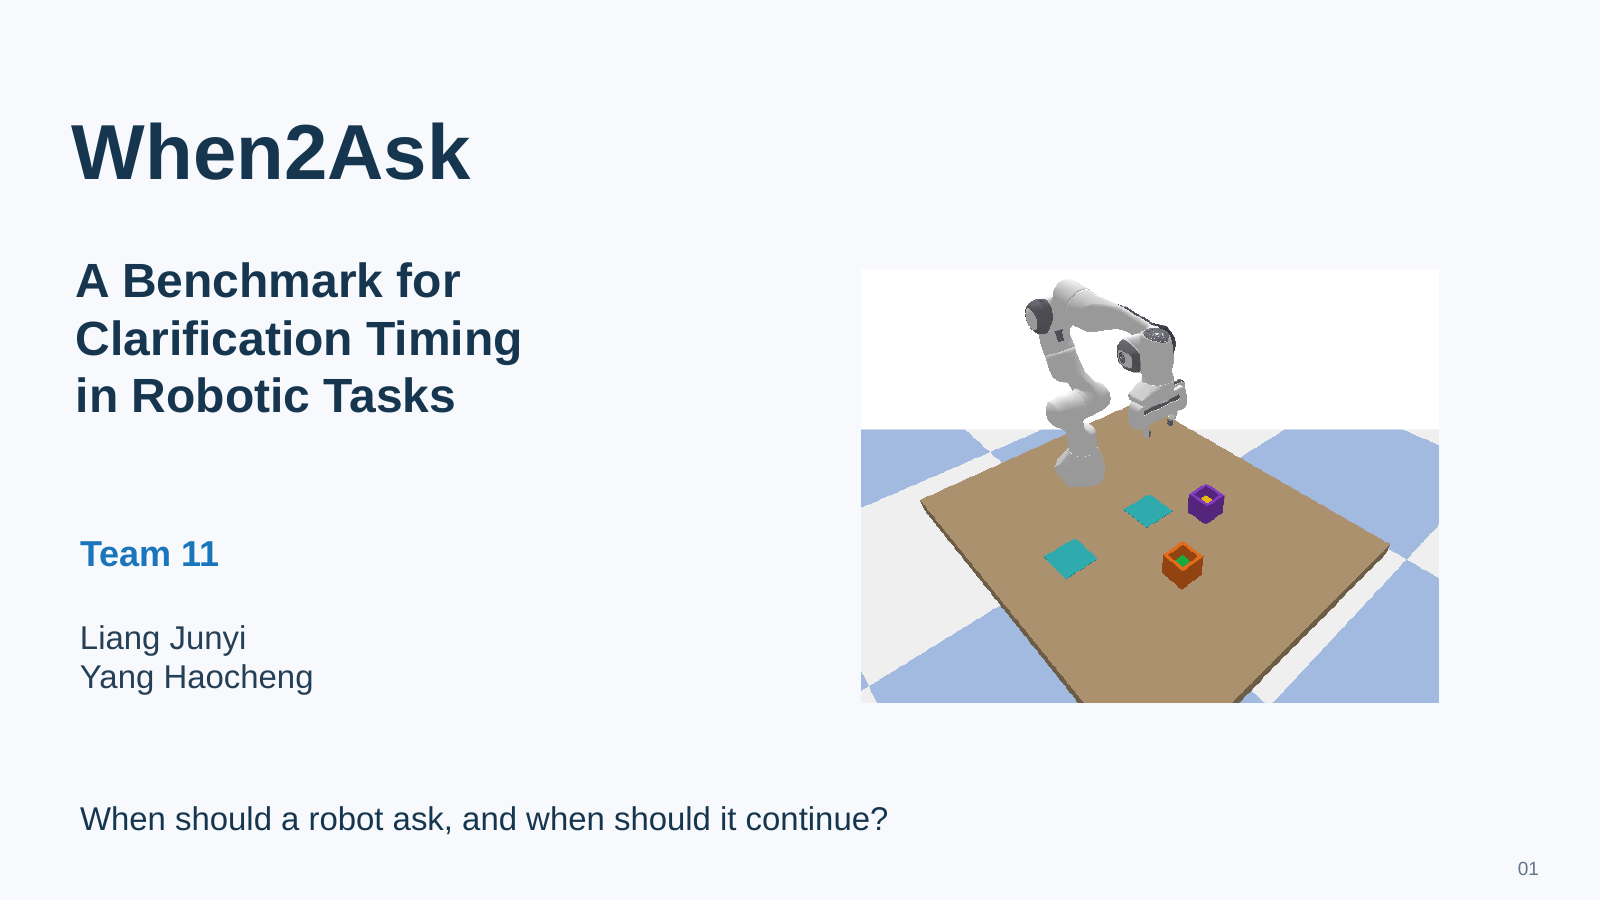 When2Ask
A Benchmark for
Clarification Timing
in Robotic Tasks
Team 11
Liang Junyi
Yang Haocheng
When should a robot ask, and when should it continue?
01